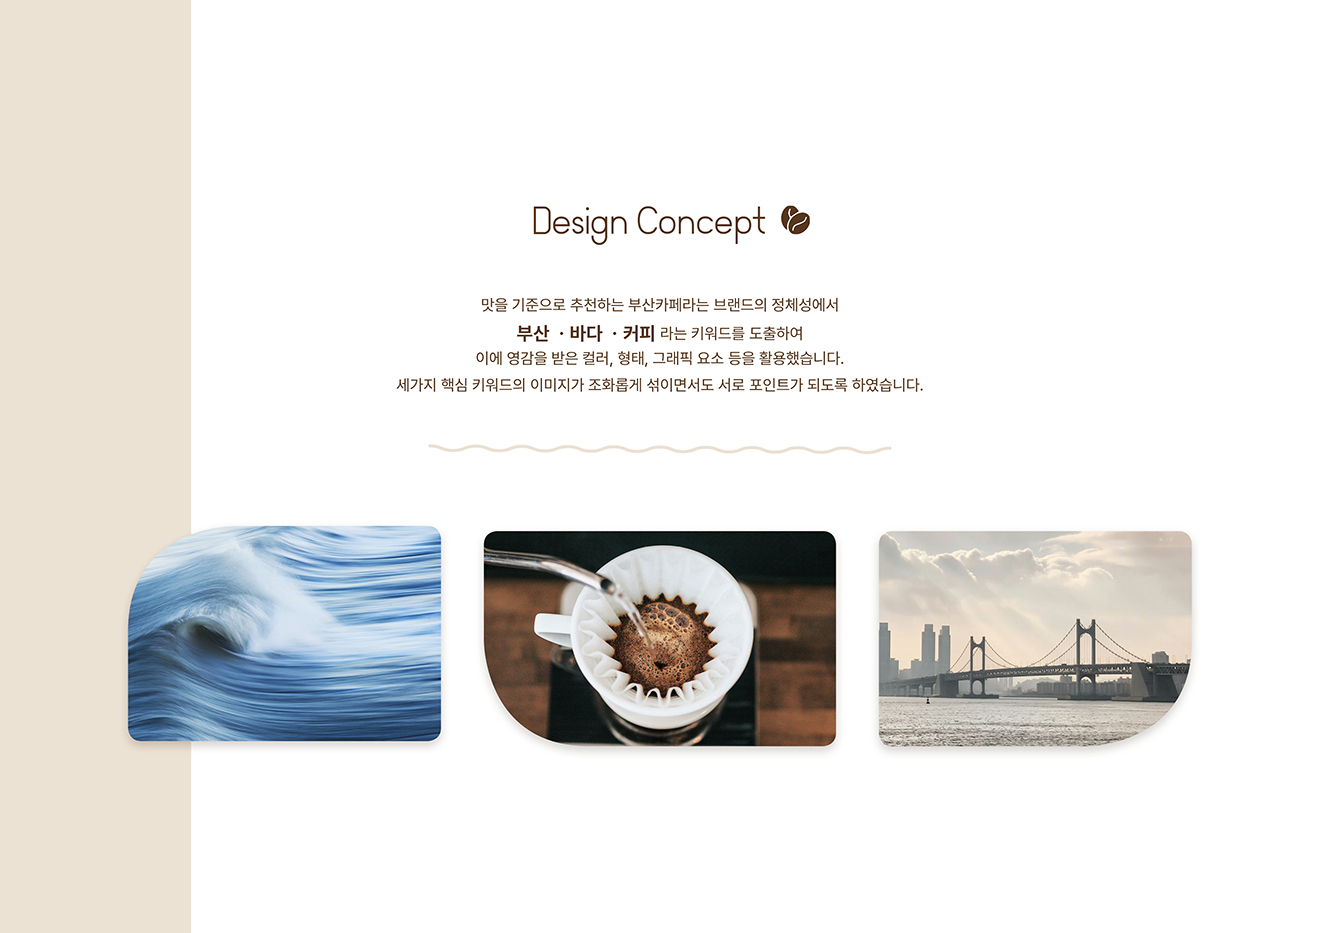 Design Concept
맛을 기준으로 추천하는 부산카페라는 브랜드의 정체성에서
부산 · 바다 · 커피 라는 키워드를 도출하여
이에 영감을 받은 컬러, 형태, 그래픽 요소 등을 활용했습니다.
세가지 핵심 키워드의 이미지가 조화롭게 섞이면서도 서로 포인트가 되도록 하였습니다.